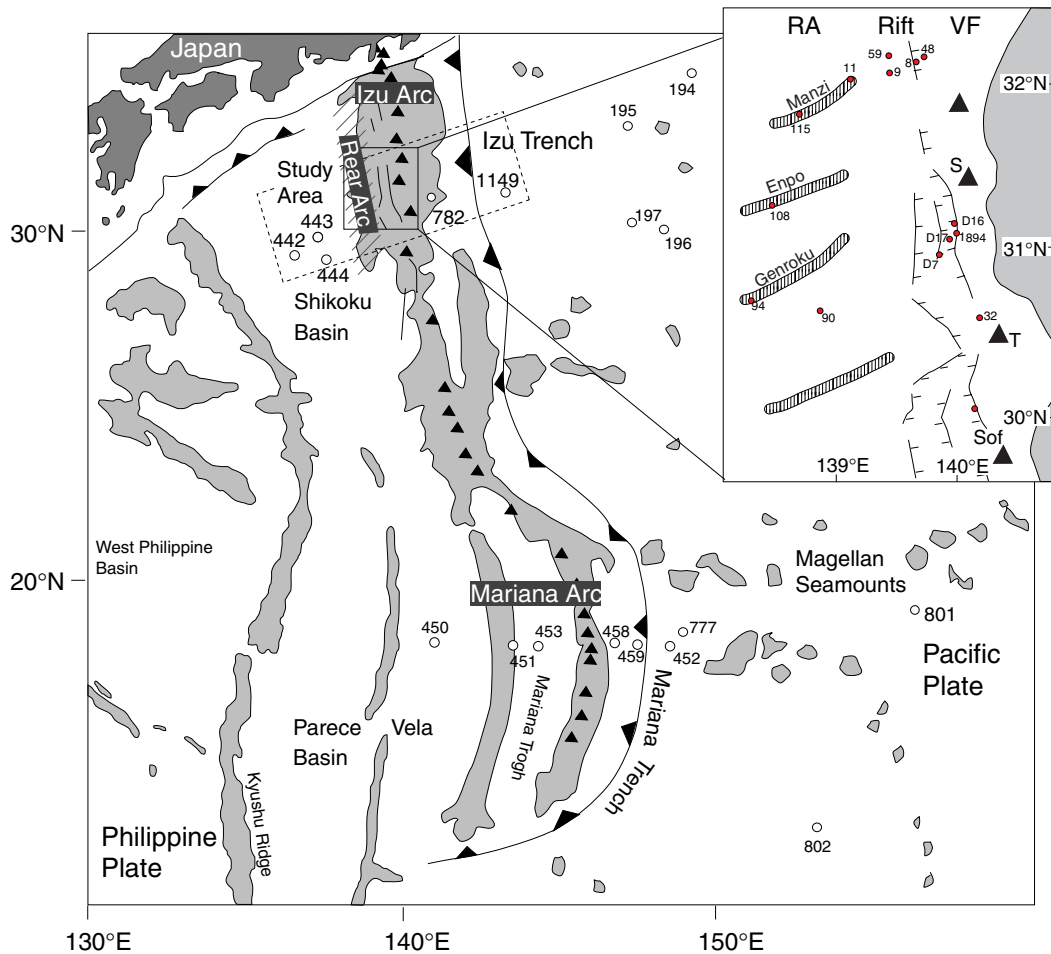 Japan
Izu Arc
Rear Arc
Study
Area
Izu Trench
194
195
1149
782
197
196
443
442
444
Shikoku
Basin
30°N
20°N
West Philippine
Basin
Mariana Arc
Magellan
Seamounts
801
450
453
451
458
459
777
452
Pacific
Plate
Parece
Vela
Basin
Mariana Trogh
Mariana Trench
Kyushu Ridge
Philippine
Plate
802
130°E
140°E
150°E
RA
Rift
VF
59
48
8
9
11
32°N
Manzi
115
S
Enpo
108
D16
D17
1894
D7
31°N
Genroku
94
90
32
T
30°N
Sof
139°E
140°E